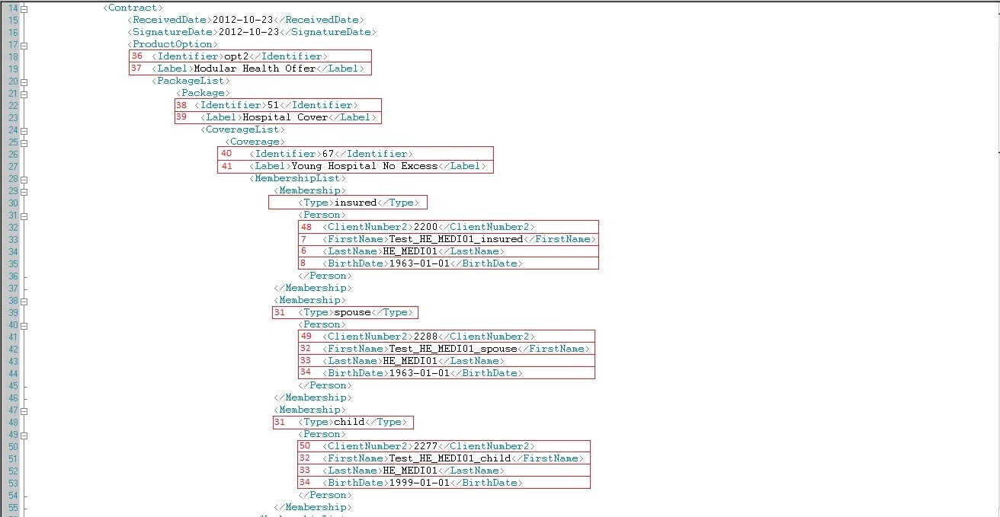 14 <Contract>
15 <ReceivedDate>2012-10-23</ReceivedDate>
16 <SignatureDate>2012-10-23</SignatureDate>
17 <ProductOption>
18 36 <Identifier>opt2</Identifier>
19 37 <Label>Modular Health Offer</Label>
20 <PackageList>
21 <Package>
22 38 <Identifier>51</Identifier>
23 39 <Label>Hospital Cover</Label>
24 <CoverageList>
25 <Coverage>
26 40 <Identifier>67</Identifier>
27 41 <Label>Young Hospital No Excess</Label>
28 <MembershipList>
29 <Membership>
30 <Type>insured</Type>
31 <Person>
32 48 <ClientNumber2>2200</ClientNumber2>
33 7 <FirstName>Test_HE_MEDI01_insured</FirstName>
34 6 <LastName>HE_MEDI01</LastName>
35 8 <BirthDate>1963-01-01</BirthDate>
36 </Person>
37 </Membership>
38 <Membership>
39 31 <Type>spouse</Type>
40 <Person>
41 49 <ClientNumber2>2288</ClientNumber2>
42 32 <FirstName>Test_HE_MEDI01_spouse</FirstName>
43 33 <LastName>HE_MEDI01</LastName>
44 34 <BirthDate>1963-01-01</BirthDate>
45 </Person>
46 </Membership>
47 <Membership>
48 31 <Type>child</Type>
49 <Person>
50 50 <ClientNumber2>2277</ClientNumber2>
51 32 <FirstName>Test_HE_MEDI01_child</FirstName>
52 33 <LastName>HE_MEDI01</LastName>
53 34 <BirthDate>1999-01-01</BirthDate>
54 </Person>
55 </Membership>